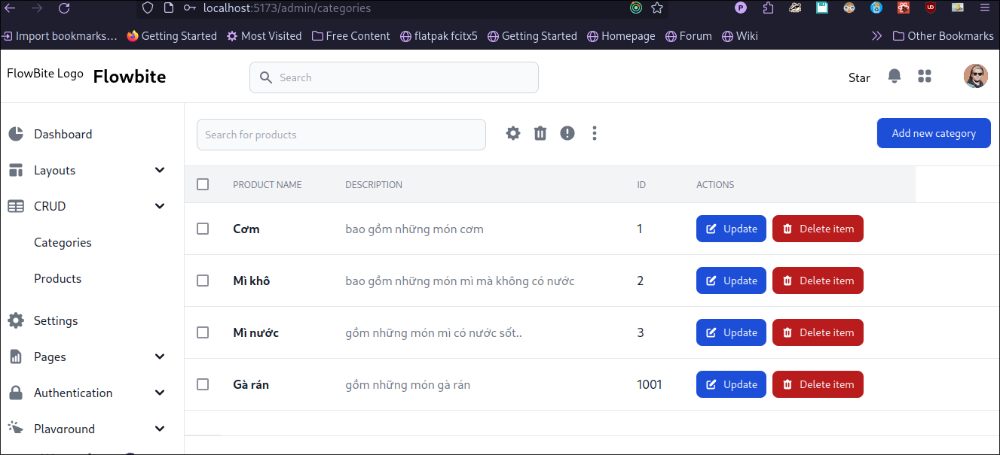 localhost:5173/admin/categories
Import bookmarks... Getting Started Most Visited Free Content flatpak fcitx5 Getting Started Homepage Forum Wiki Other Bookmarks
FlowBite Logo Flowbite Search Star
Dashboard
Layouts
CRUD
Categories
Products
Settings
Pages
Authentication
Playground
Search for products Add new category
PRODUCT NAME DESCRIPTION ID ACTIONS
Cơm bao gồm những món cơm 1 Update Delete item
Mì khô bao gồm những món mì mà không có nước 2 Update Delete item
Mì nước gồm những món mì có nước sốt.. 3 Update Delete item
Gà rán gồm những món gà rán 1001 Update Delete item